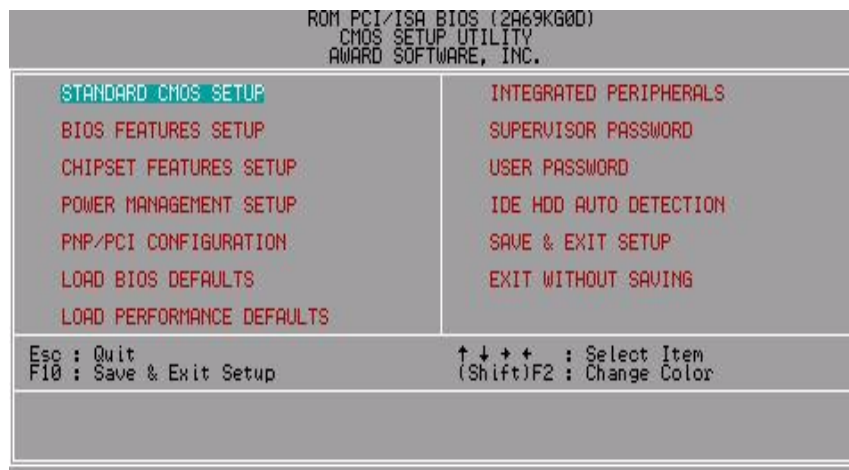 ROM PCI/ISA BIOS (2A69KG0D)
CMOS SETUP UTILITY
AWARD SOFTWARE, INC.
STANDARD CMOS SETUP
BIOS FEATURES SETUP
CHIPSET FEATURES SETUP
POWER MANAGEMENT SETUP
PNP/PCI CONFIGURATION
LOAD BIOS DEFAULTS
LOAD PERFORMANCE DEFAULTS
INTEGRATED PERIPHERALS
SUPERVISOR PASSWORD
USER PASSWORD
IDE HDD AUTO DETECTION
SAVE & EXIT SETUP
EXIT WITHOUT SAVING
Esc : Quit
F10 : Save & Exit Setup
↑ ↓ → ← : Select Item
(Shift)F2 : Change Color